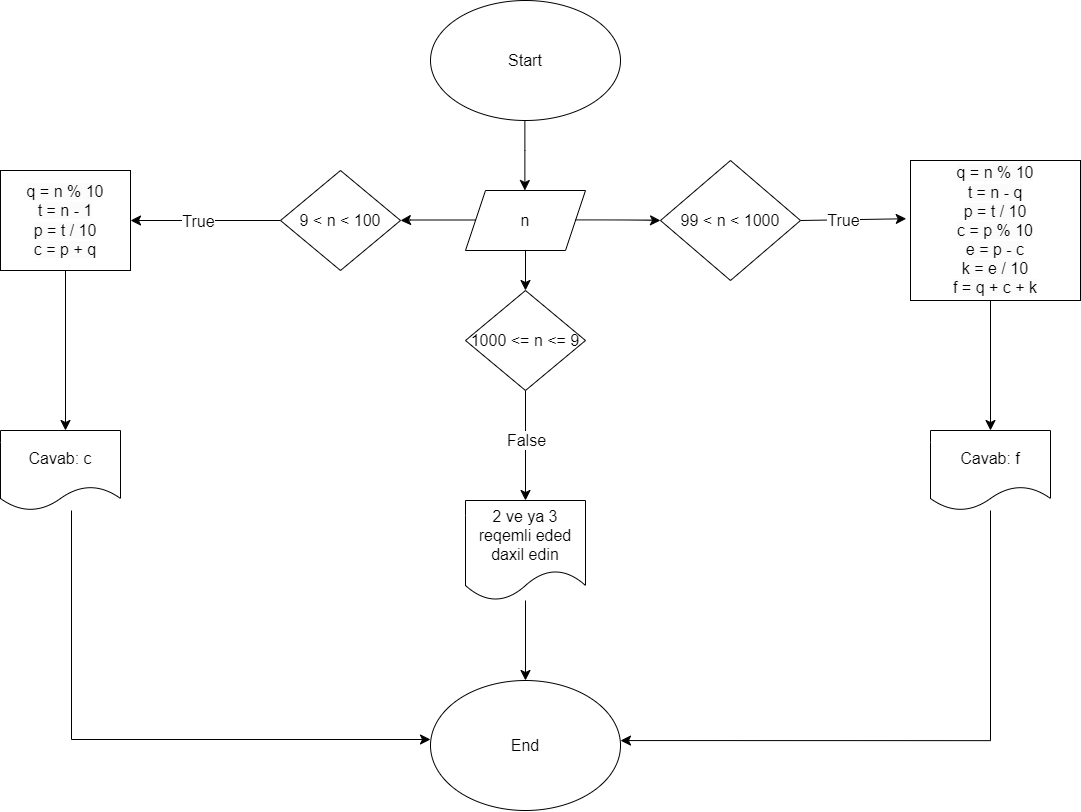 Start
n
9 < n < 100
True
q = n % 10
t = n - 1
p = t / 10
c = p + q
99 < n < 1000
True
q = n % 10
t = n - q
p = t / 10
c = p % 10
e = p - c
k = e / 10
f = q + c + k
1000 <= n <= 9
False
Cavab: c
2 ve ya 3
reqemli eded
daxil edin
Cavab: f
End